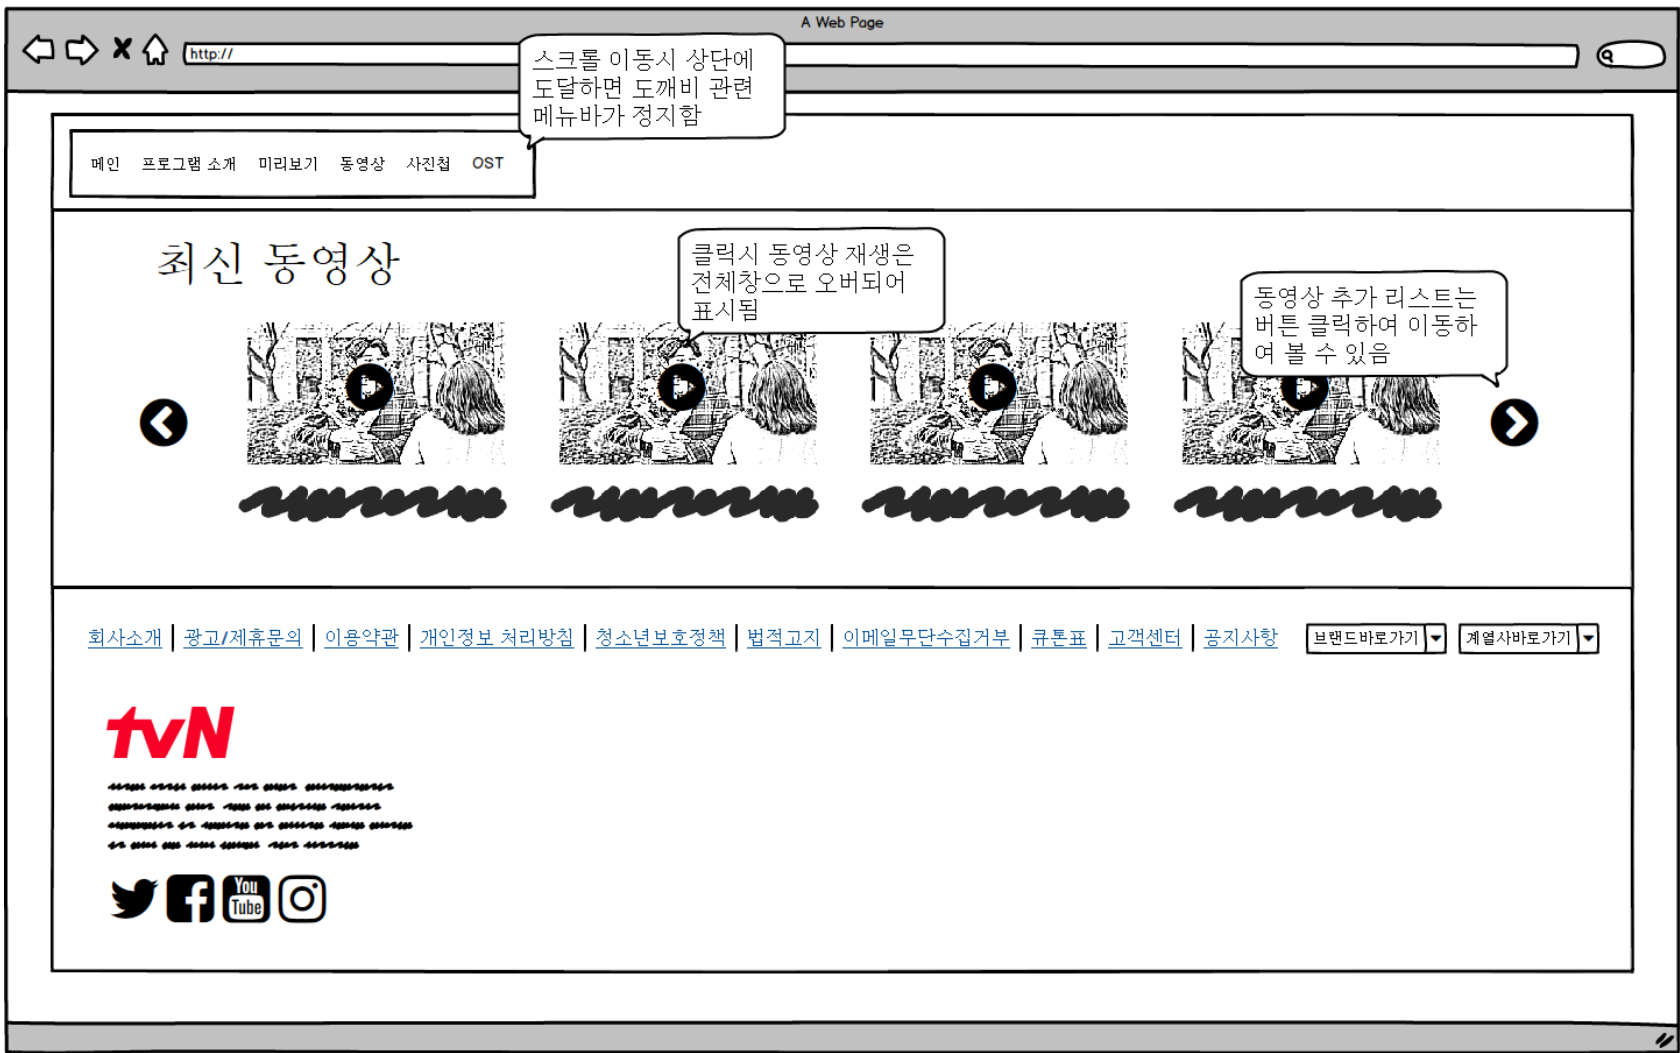 A Web Page
http://
스크롤 이동시 상단에
도달하면 도깨비 관련
메뉴바가 정지함
메인 프로그램 소개 미리보기 동영상 사진첩 OST
최신 동영상
클릭시 동영상 재생은
전체창으로 오버되어
표시됨
동영상 추가 리스트는
버튼 클릭하여 이동하
여 볼 수 있음
회사소개 | 광고/제휴문의 | 이용약관 | 개인정보 처리방침 | 청소년보호정책 | 법적고지 | 이메일무단수집거부 | 큐톤표 | 고객센터 | 공지사항 브랜드바로가기 계열사바로가기
tvN
You
Tube